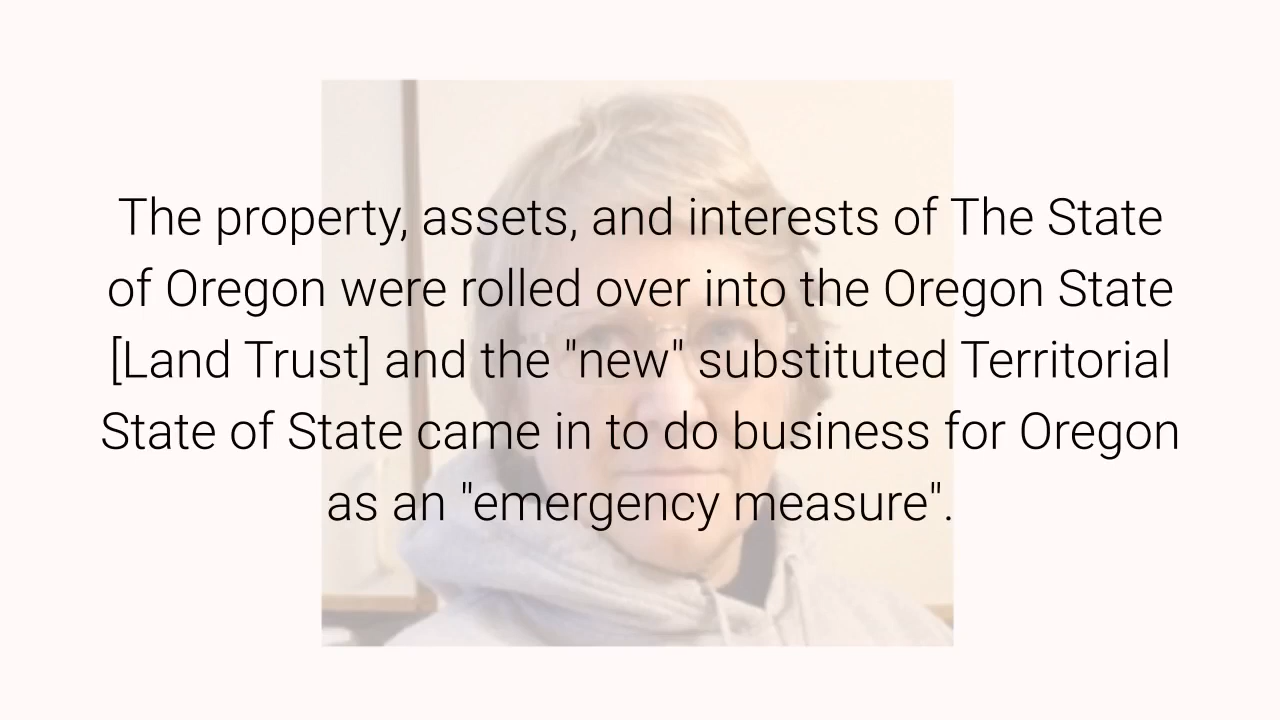 The property, assets, and interests of The State
of Oregon were rolled over into the Oregon State
[Land Trust] and the "new" substituted Territorial
State of State came in to do business for Oregon
as an "emergency measure".